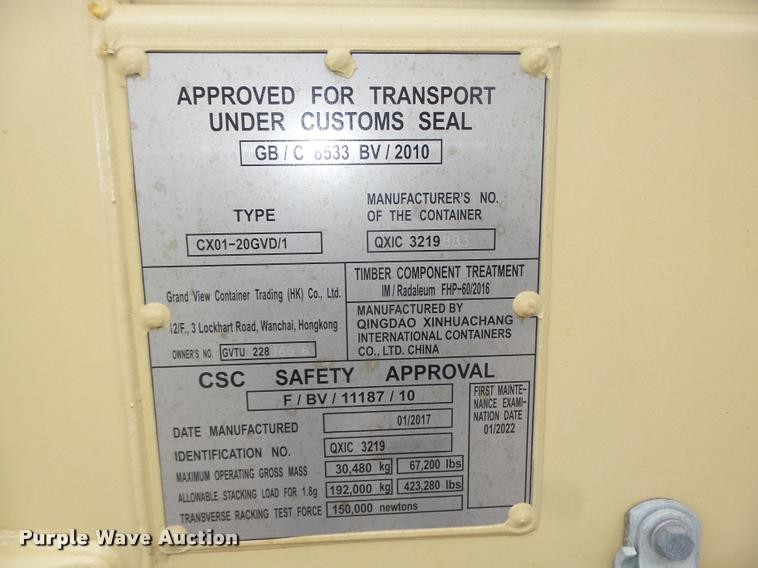 APPROVED FOR TRANSPORT
UNDER CUSTOMS SEAL
GB / C 8533 BV / 2010
TYPE
CX01-20GVD/1
MANUFACTURER'S NO.
OF THE CONTAINER
QXIC 3219833
Grand View Container Trading (HK) Co., Ltd.
12/F., 3 Lockhart Road, Wanchai, Hongkong
OWNER'S NO. GVTU 228
TIMBER COMPONENT TREATMENT
IM / Radaleum FHP-60/2016
MANUFACTURED BY
QINGDAO XINHUACHANG
INTERNATIONAL CONTAINERS
CO., LTD. CHINA
CSC SAFETY APPROVAL
F / BV / 11187 / 10
DATE MANUFACTURED 01/2017
IDENTIFICATION NO. QXIC 3219
MAXIMUM OPERATING GROSS MASS 30,480 kg 67,200 lbs
ALLOWABLE STACKING LOAD FOR 1.8g 192,000 kg 423,280 lbs
TRANSVERSE RACKING TEST FORCE 150,000 newtons
FIRST MAINTE-
NANCE EXAMI-
NATION DATE
01/2022
Purple Wave Auction